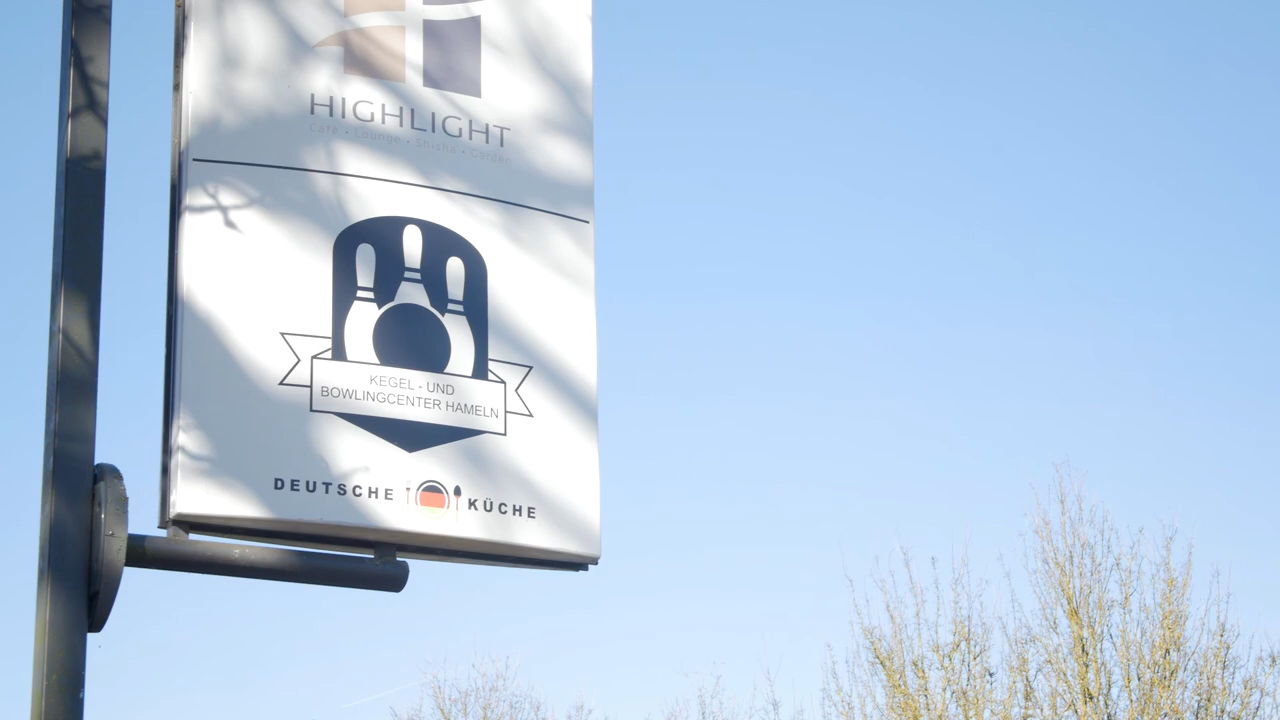 HIGHLIGHT
Café • Lounge • Shisha • Garden
KEGEL - UND
BOWLINGCENTER HAMELN
DEUTSCHE KÜCHE